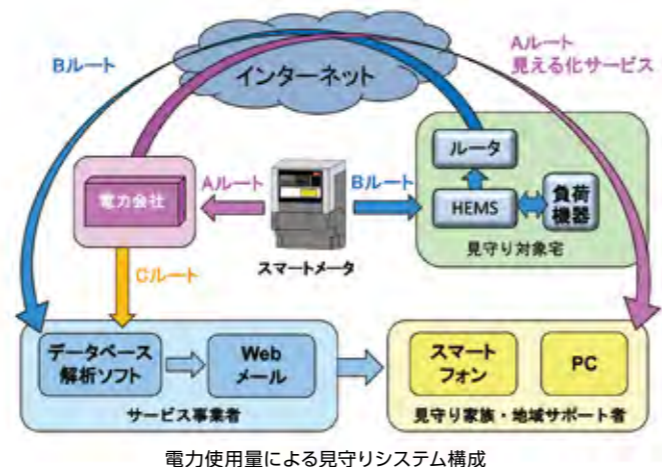 Bルート
インターネット
Aルート
見える化サービス
電力会社
Aルート
Bルート
ルータ
HEMS
負荷
機器
見守り対象宅
スマートメータ
Cルート
データベース
解析ソフト
Web
メール
サービス事業者
スマート
フォン
PC
見守り家族・地域サポート者
電力使用量による見守りシステム構成